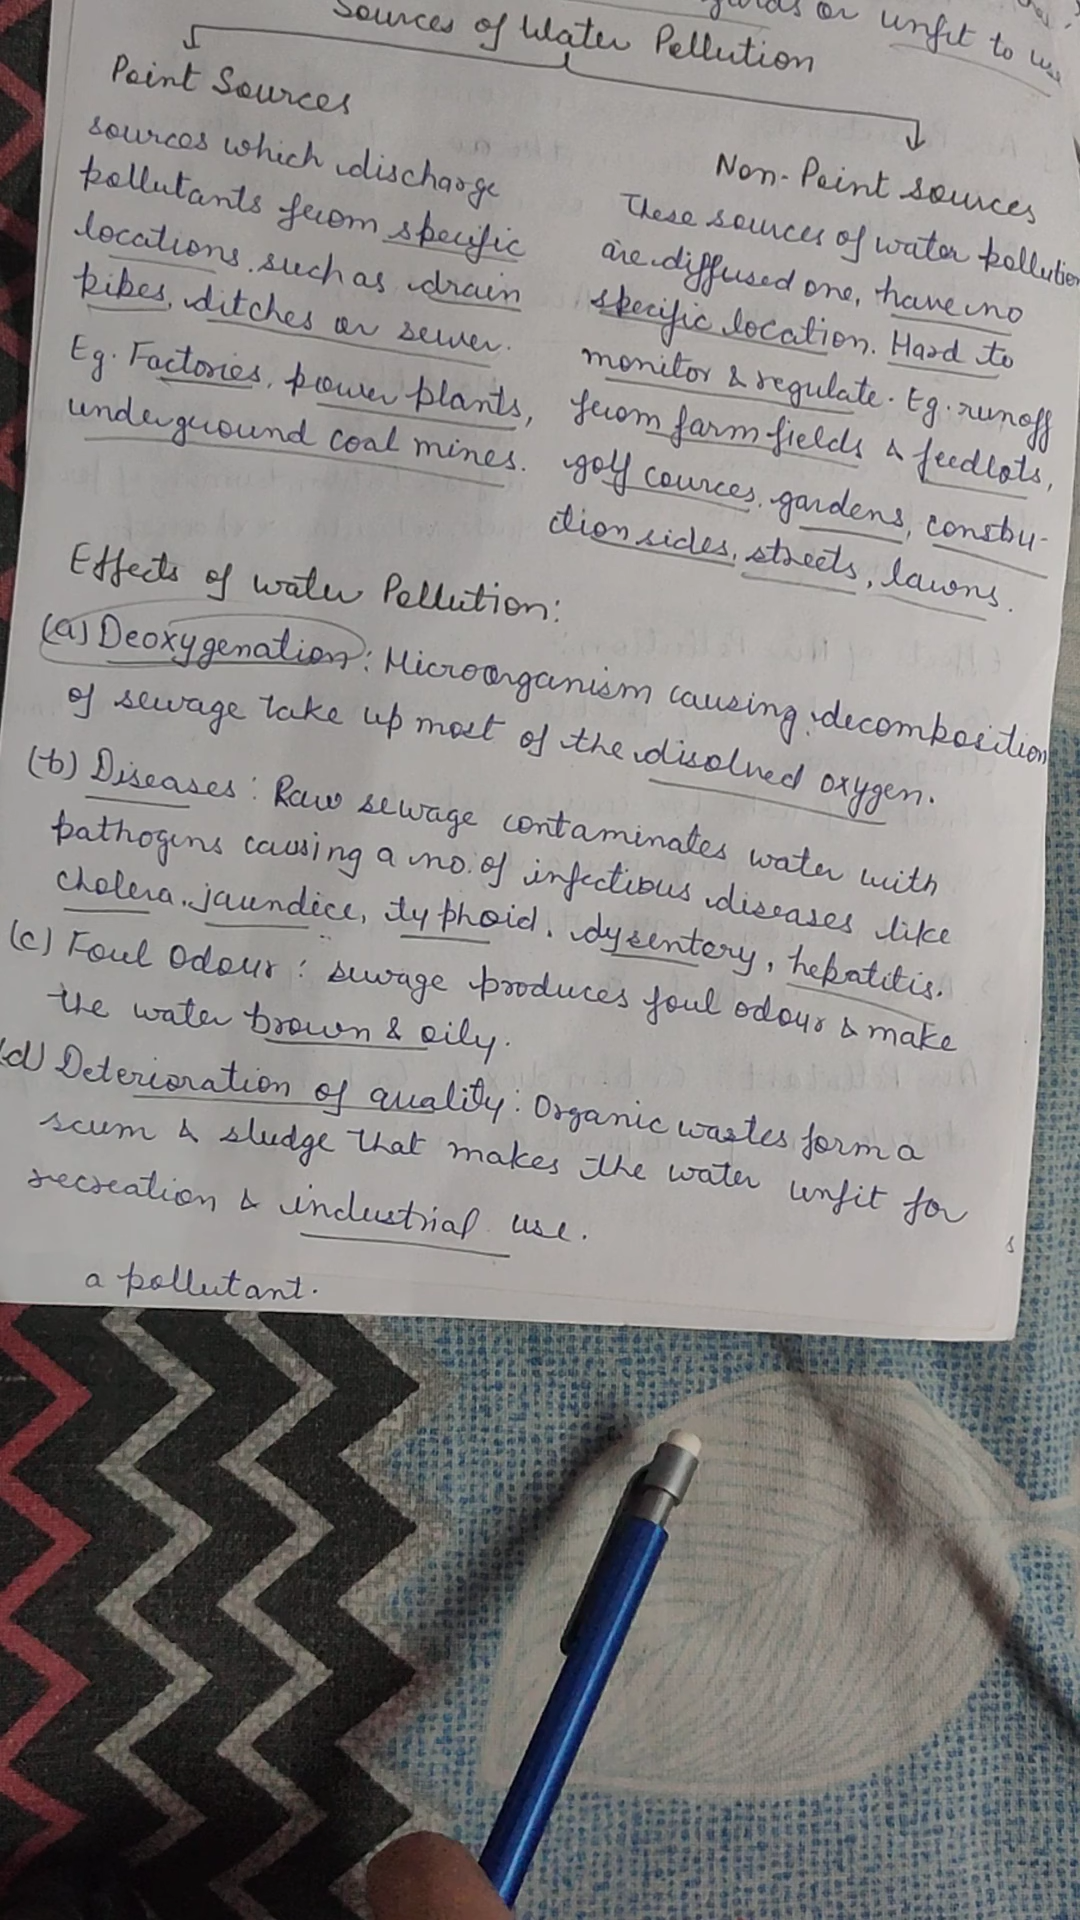 or unfit to use
Sources of Water Pollution
Point Sources
sources which discharge
pollutants from specific
locations such as drain
pipes, ditches or sewer.
Eg. Factories, power plants,
underground coal mines.
Non-Point sources
These sources of water pollution
are diffused one, have no
specific location. Hard to
monitor & regulate. Eg. runoff
from farm fields & feedlots,
golf cources, gardens, constru-
ction sides, streets, lawns.
Effects of water Pollution:
(a) Deoxygenation: Microorganism causing decomposition
of sewage take up most of the disolved oxygen.
(b) Diseases: Raw sewage contaminates water with
pathogens causing a no. of infectious diseases like
cholera, jaundice, typhoid, dysentery, hepatitis.
(c) Foul Odour: sewage produces foul odour & make
the water brown & oily.
(d) Deterioration of quality: Organic wastes form a
scum & sludge that makes the water unfit for
recreation & industrial use.
a pollutant.